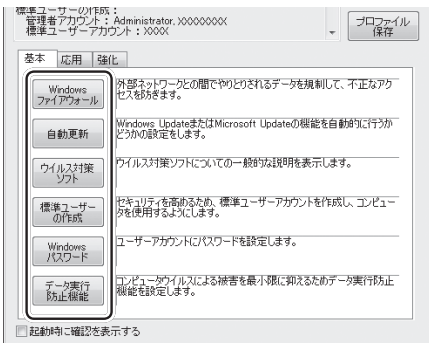 標準ユーザーの作成:
管理者アカウント: Administrator, XXXXXXXX
標準ユーザーアカウント: XXXX
プロファイル
保存
基本 応用 強化
Windows
ファイアウォール
外部ネットワークとの間でやりとりされるデータを規制して、不正なアク
セスを防ぎます。
自動更新
Windows UpdateまたはMicrosoft Updateの機能を自動的に行うか
どうかの設定をします。
ウイルス対策
ソフト
ウイルス対策ソフトについての一般的な説明を表示します。
標準ユーザー
の作成
セキュリティを高めるため、標準ユーザーアカウントを作成し、コンピュー
タを使用するようにします。
Windows
パスワード
ユーザーアカウントにパスワードを設定します。
データ実行
防止機能
コンピュータウイルスによる被害を最小限に抑えるためデータ実行防止
機能を設定します。
起動時に確認を表示する